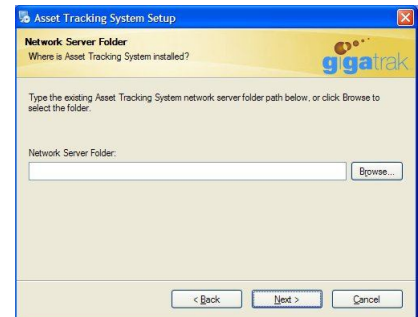 Asset Tracking System Setup
Network Server Folder
Where is Asset Tracking System installed?
gigatrak
Type the existing Asset Tracking System network server folder path below, or click Browse to
select the folder.
Network Server Folder:
Browse...
< Back
Next >
Cancel